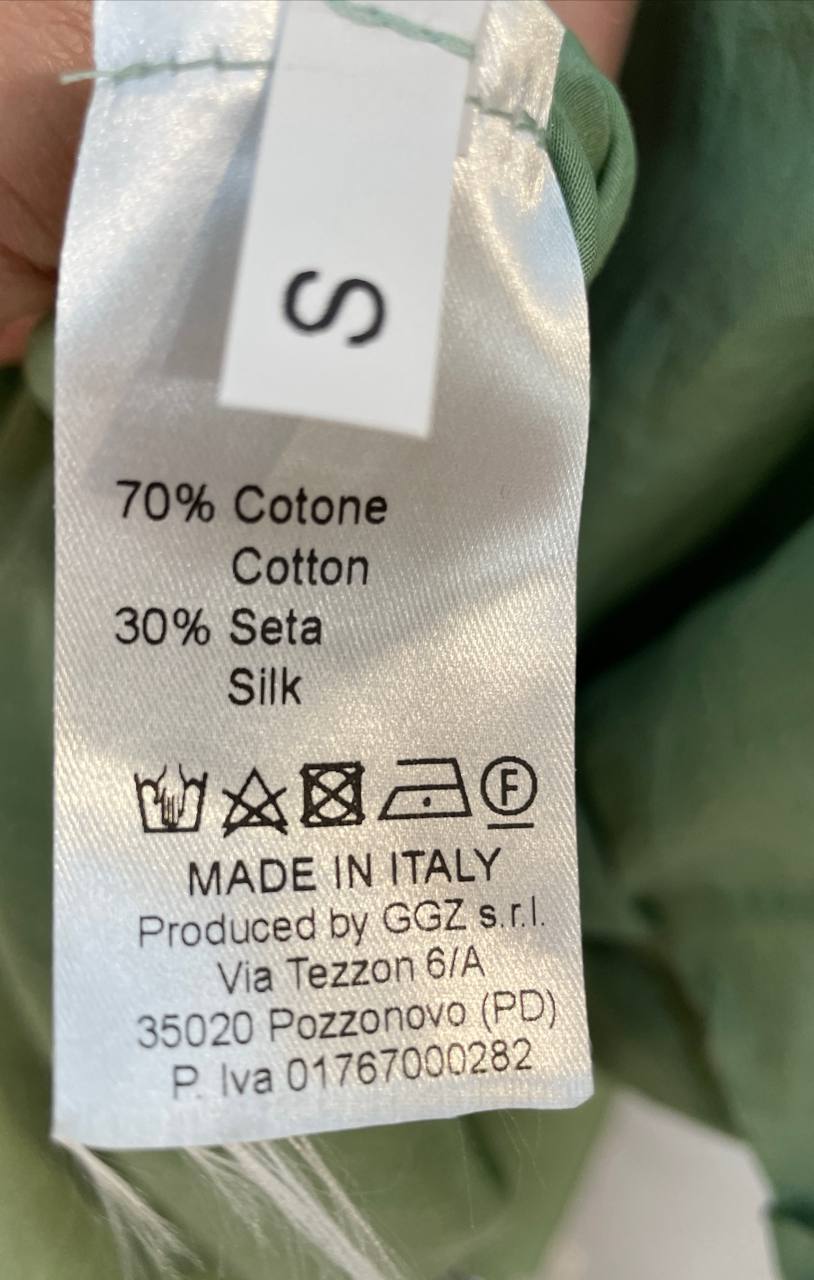 S
70% Cotone
Cotton
30% Seta
Silk
F
MADE IN ITALY
Produced by GGZ s.r.l.
Via Tezzon 6/A
35020 Pozzonovo (PD)
P. Iva 01767000282